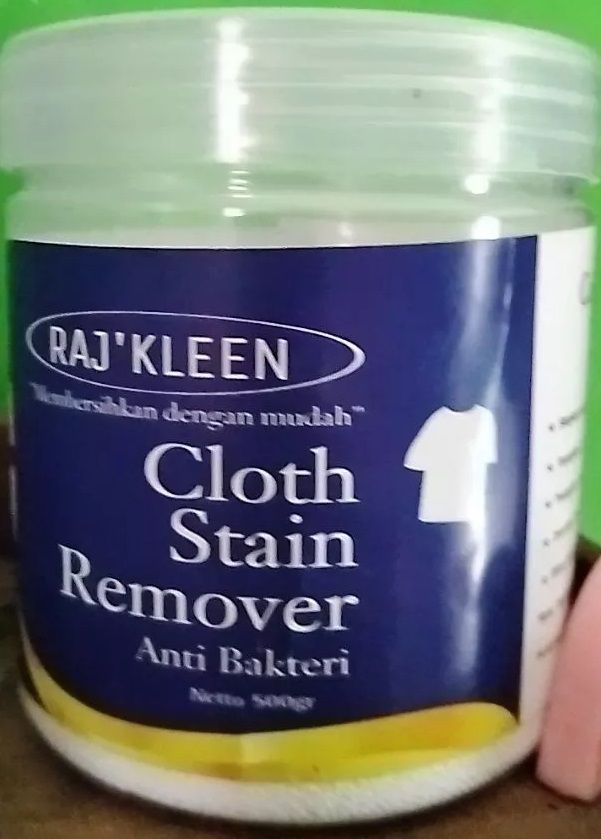 RAJ'KLEEN
"Membersihkan dengan mudah"
Cloth
Stain
Remover
Anti Bakteri
Netto 500gr